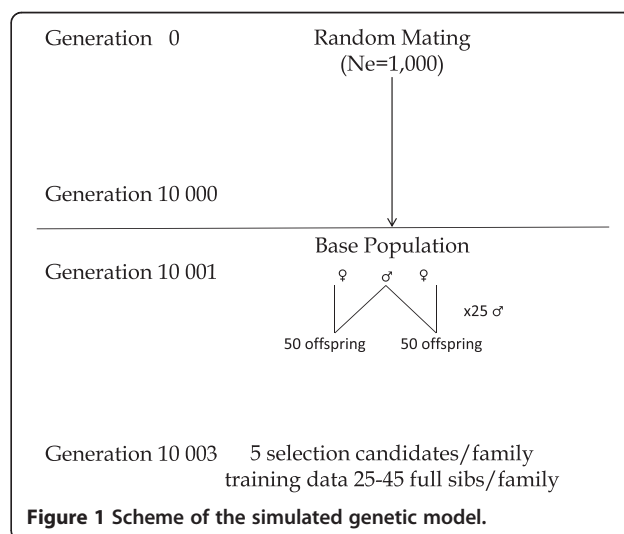 Generation 0 Random Mating
(Ne=1,000)
Generation 10 000
Base Population
Generation 10 001
♀ ♂ ♀
x25 ♂
50 offspring 50 offspring
Generation 10 003 5 selection candidates/family
training data 25-45 full sibs/family
Figure 1 Scheme of the simulated genetic model.